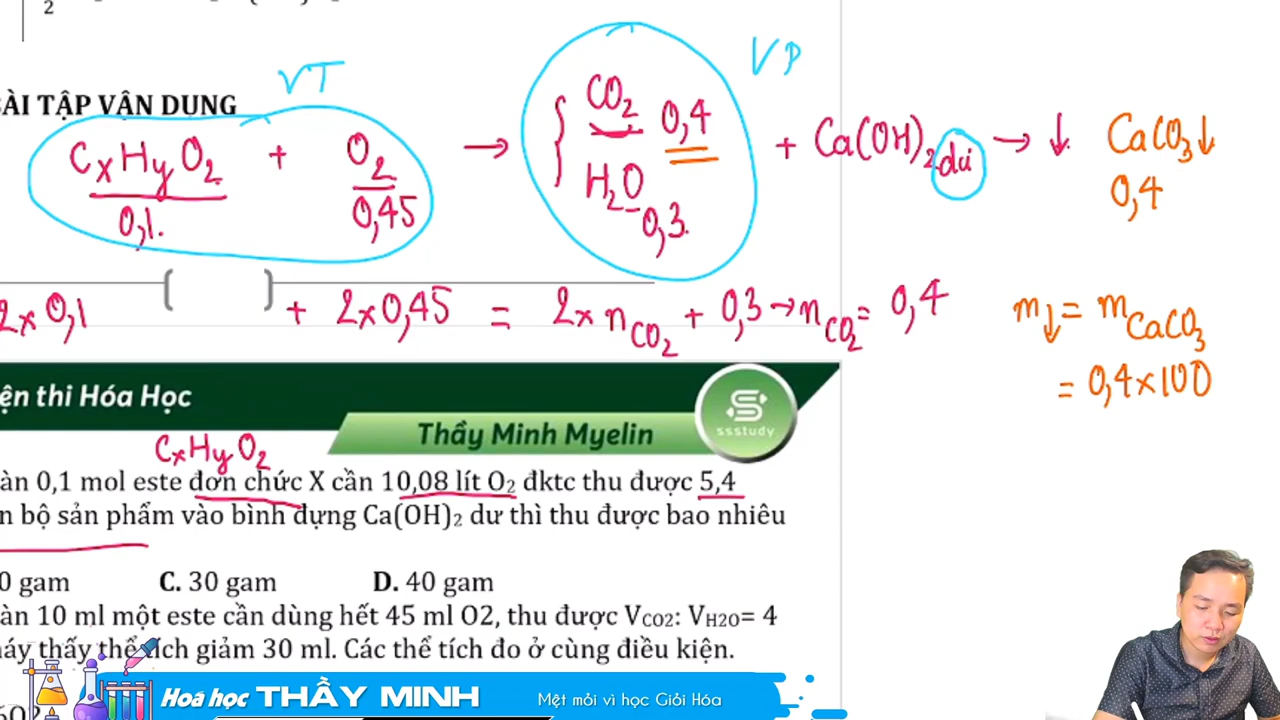 2
BÀI TẬP VẬN DỤNG
VT
VP
CxHyO2 + O2 → { CO2 0,4 + Ca(OH)2 dư → ↓ CaCO3↓
0,1. 0,45 H2O 0,3 0,4
2x0,1 + 2x0,45 = 2x nCO2 + 0,3 → nCO2 = 0,4
m↓ = mCaCO3
= 0,4x100
ện thi Hóa Học
Thầy Minh Myelin
ssstudy
CxHyO2
àn 0,1 mol este đơn chức X cần 10,08 lít O2 đktc thu được 5,4
n bộ sản phẩm vào bình đựng Ca(OH)2 dư thì thu được bao nhiêu
0 gam C. 30 gam D. 40 gam
àn 10 ml một este cần dùng hết 45 ml O2, thu được VCO2: VH2O= 4
náy thấy thể tích giảm 30 ml. Các thể tích đo ở cùng điều kiện.
Hoá học THẦY MINH Mệt mỏi vì học Giỏi Hóa